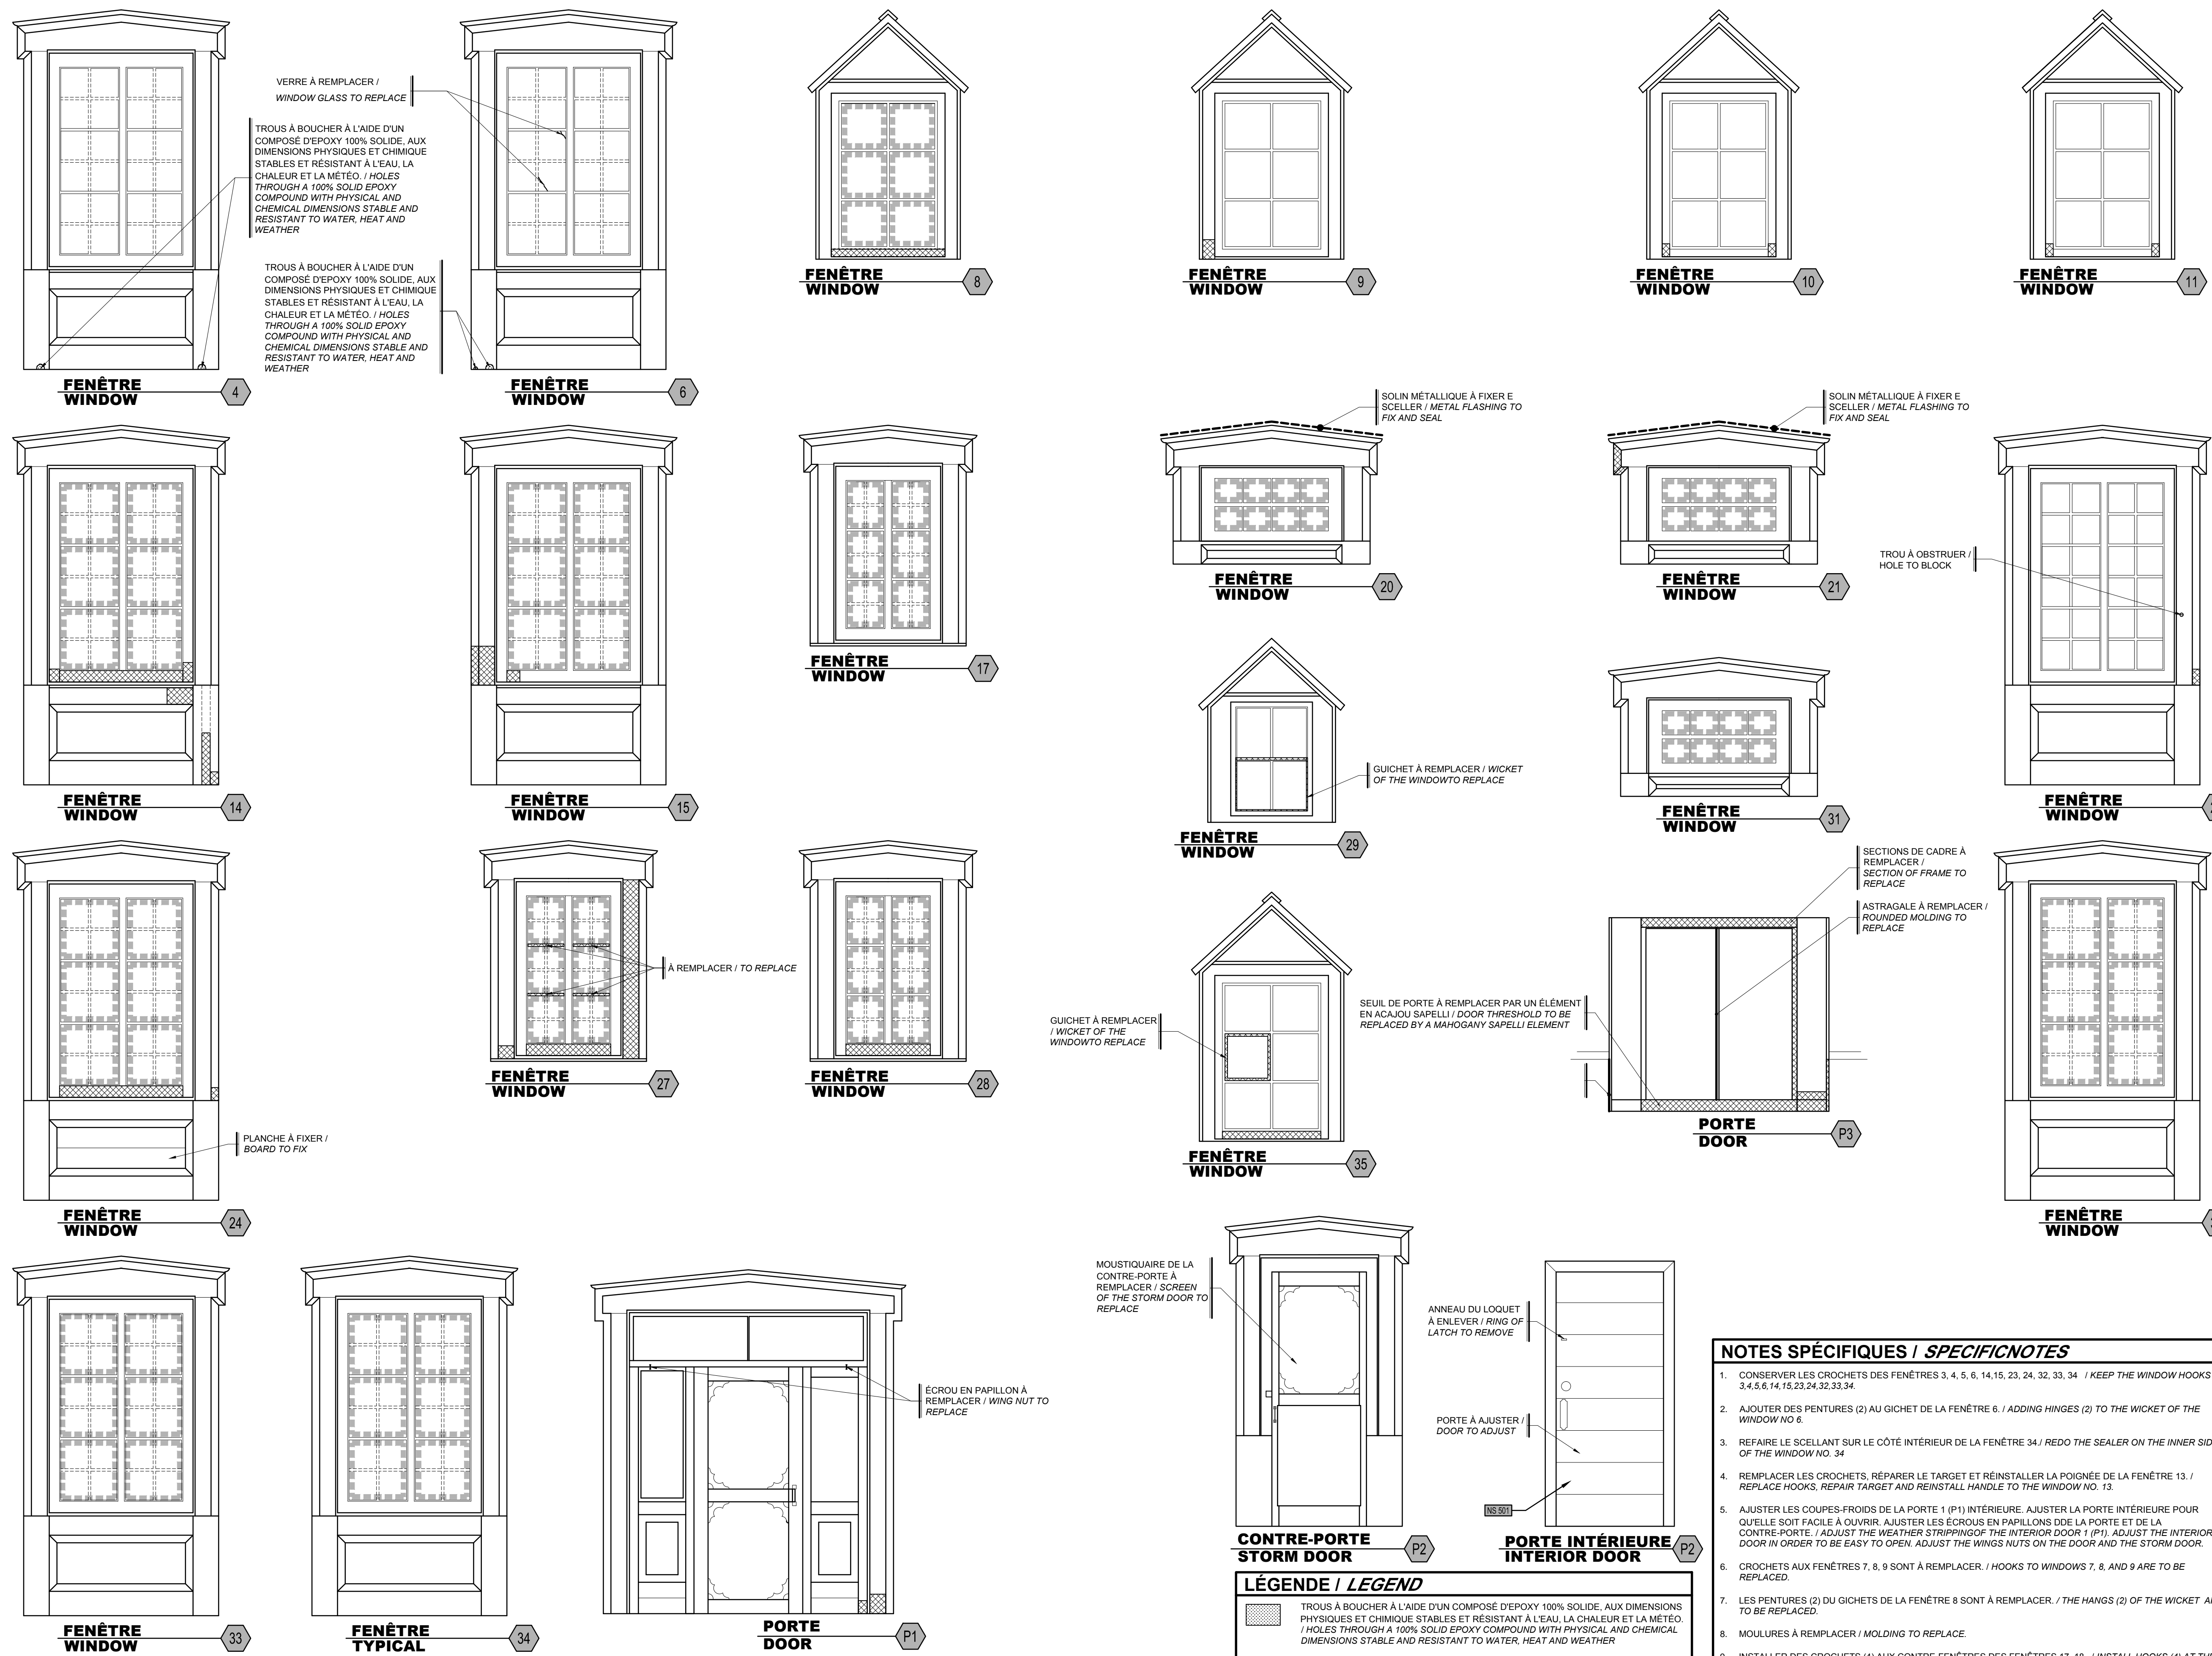 VERRE À REMPLACER /
WINDOW GLASS TO REPLACE
TROUS À BOUCHER À L'AIDE D'UN
COMPOSÉ D'EPOXY 100% SOLIDE, AUX
DIMENSIONS PHYSIQUES ET CHIMIQUE
STABLES ET RÉSISTANT À L'EAU, LA
CHALEUR ET LA MÉTÉO. / HOLES
THROUGH A 100% SOLID EPOXY
COMPOUND WITH PHYSICAL AND
CHEMICAL DIMENSIONS STABLE AND
RESISTANT TO WATER, HEAT AND
WEATHER
TROUS À BOUCHER À L'AIDE D'UN
COMPOSÉ D'EPOXY 100% SOLIDE, AUX
DIMENSIONS PHYSIQUES ET CHIMIQUE
STABLES ET RÉSISTANT À L'EAU, LA
CHALEUR ET LA MÉTÉO. / HOLES
THROUGH A 100% SOLID EPOXY
COMPOUND WITH PHYSICAL AND
CHEMICAL DIMENSIONS STABLE AND
RESISTANT TO WATER, HEAT AND
WEATHER
FENÊTRE
WINDOW
4
FENÊTRE
WINDOW
6
FENÊTRE
WINDOW
8
FENÊTRE
WINDOW
9
FENÊTRE
WINDOW
10
FENÊTRE
WINDOW
11
SOLIN MÉTALLIQUE À FIXER E
SCELLER / METAL FLASHING TO
FIX AND SEAL
SOLIN MÉTALLIQUE À FIXER E
SCELLER / METAL FLASHING TO
FIX AND SEAL
TROU À OBSTRUER /
HOLE TO BLOCK
FENÊTRE
WINDOW
14
FENÊTRE
WINDOW
15
FENÊTRE
WINDOW
17
FENÊTRE
WINDOW
20
FENÊTRE
WINDOW
21
GUICHET À REMPLACER / WICKET
OF THE WINDOWTO REPLACE
FENÊTRE
WINDOW
29
FENÊTRE
WINDOW
31
FENÊTRE
WINDOW
PLANCHE À FIXER /
BOARD TO FIX
FENÊTRE
WINDOW
24
À REMPLACER / TO REPLACE
FENÊTRE
WINDOW
27
FENÊTRE
WINDOW
28
GUICHET À REMPLACER
/ WICKET OF THE
WINDOWTO REPLACE
FENÊTRE
WINDOW
35
SECTIONS DE CADRE À
REMPLACER /
SECTION OF FRAME TO
REPLACE
ASTRAGALE À REMPLACER /
ROUNDED MOLDING TO
REPLACE
SEUIL DE PORTE À REMPLACER PAR UN ÉLÉMENT
EN ACAJOU SAPELLI / DOOR THRESHOLD TO BE
REPLACED BY A MAHOGANY SAPELLI ELEMENT
PORTE
DOOR
P3
FENÊTRE
WINDOW
FENÊTRE
WINDOW
33
FENÊTRE
TYPICAL
34
ÉCROU EN PAPILLON À
REMPLACER / WING NUT TO
REPLACE
PORTE
DOOR
P1
MOUSTIQUAIRE DE LA
CONTRE-PORTE À
REMPLACER / SCREEN
OF THE STORM DOOR TO
REPLACE
CONTRE-PORTE
STORM DOOR
P2
ANNEAU DU LOQUET
À ENLEVER / RING OF
LATCH TO REMOVE
PORTE À AJUSTER /
DOOR TO ADJUST
NS 501
PORTE INTÉRIEURE
INTERIOR DOOR
P2
LÉGENDE / LEGEND
TROUS À BOUCHER À L'AIDE D'UN COMPOSÉ D'EPOXY 100% SOLIDE, AUX DIMENSIONS
PHYSIQUES ET CHIMIQUE STABLES ET RÉSISTANT À L'EAU, LA CHALEUR ET LA MÉTÉO.
/ HOLES THROUGH A 100% SOLID EPOXY COMPOUND WITH PHYSICAL AND CHEMICAL
DIMENSIONS STABLE AND RESISTANT TO WATER, HEAT AND WEATHER
NOTES SPÉCIFIQUES / SPECIFICNOTES
1. CONSERVER LES CROCHETS DES FENÊTRES 3, 4, 5, 6, 14,15, 23, 24, 32, 33, 34 / KEEP THE WINDOW HOOKS
3,4,5,6,14,15,23,24,32,33,34.
2. AJOUTER DES PENTURES (2) AU GICHET DE LA FENÊTRE 6. / ADDING HINGES (2) TO THE WICKET OF THE
WINDOW NO 6.
3. REFAIRE LE SCELLANT SUR LE CÔTÉ INTÉRIEUR DE LA FENÊTRE 34./ REDO THE SEALER ON THE INNER SID
OF THE WINDOW NO. 34
4. REMPLACER LES CROCHETS, RÉPARER LE TARGET ET RÉINSTALLER LA POIGNÉE DE LA FENÊTRE 13. /
REPLACE HOOKS, REPAIR TARGET AND REINSTALL HANDLE TO THE WINDOW NO. 13.
5. AJUSTER LES COUPES-FROIDS DE LA PORTE 1 (P1) INTÉRIEURE. AJUSTER LA PORTE INTÉRIEURE POUR
QU'ELLE SOIT FACILE À OUVRIR. AJUSTER LES ÉCROUS EN PAPILLONS DDE LA PORTE ET DE LA
CONTRE-PORTE. / ADJUST THE WEATHER STRIPPINGOF THE INTERIOR DOOR 1 (P1). ADJUST THE INTERIOR
DOOR IN ORDER TO BE EASY TO OPEN. ADJUST THE WINGS NUTS ON THE DOOR AND THE STORM DOOR.
6. CROCHETS AUX FENÊTRES 7, 8, 9 SONT À REMPLACER. / HOOKS TO WINDOWS 7, 8, AND 9 ARE TO BE
REPLACED.
7. LES PENTURES (2) DU GICHETS DE LA FENÊTRE 8 SONT À REMPLACER. / THE HANGS (2) OF THE WICKET
TO BE REPLACED.
8. MOULURES À REMPLACER / MOLDING TO REPLACE.